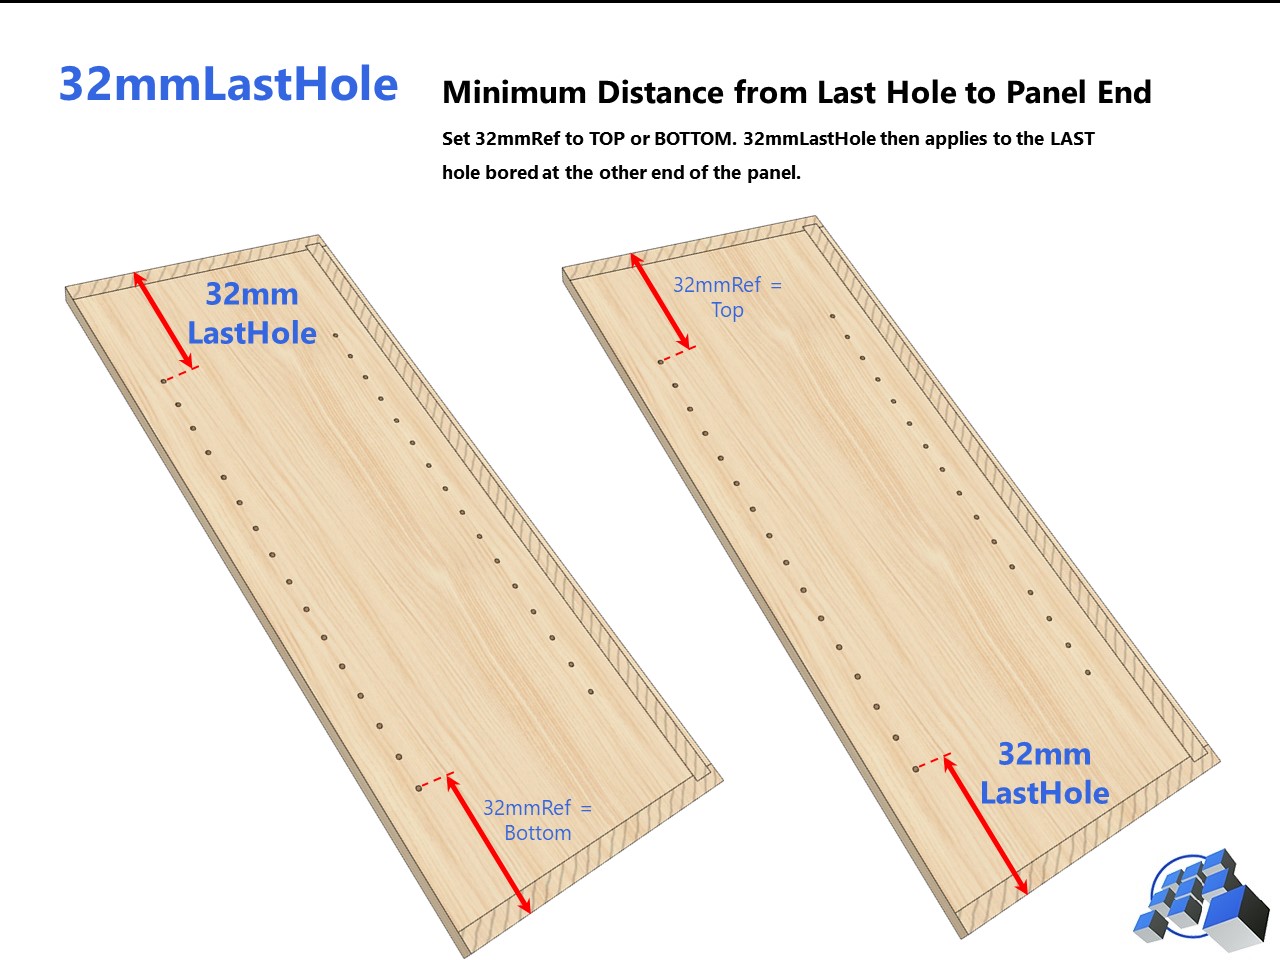 32mmLastHole
Minimum Distance from Last Hole to Panel End
Set 32mmRef to TOP or BOTTOM. 32mmLastHole then applies to the LAST
hole bored at the other end of the panel.
32mm
LastHole
32mmRef =
Bottom
32mmRef =
Top
32mm
LastHole